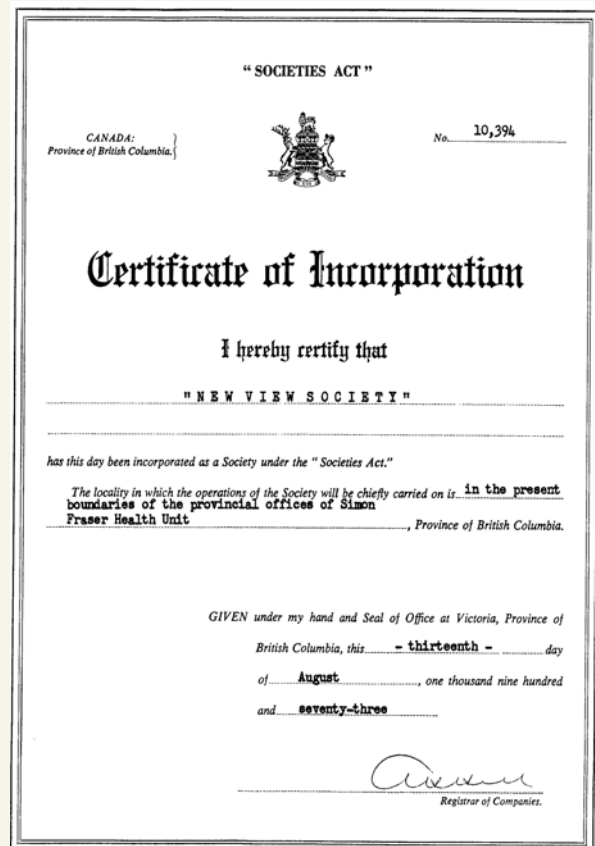 " SOCIETIES ACT "
CANADA:
Province of British Columbia.
No. 10,394
Certificate of Incorporation
I hereby certify that
"NEW VIEW SOCIETY"
has this day been incorporated as a Society under the " Societies Act."
The locality in which the operations of the Society will be chiefly carried on is in the present
boundaries of the provincial offices of Simon
Fraser Health Unit , Province of British Columbia.
GIVEN under my hand and Seal of Office at Victoria, Province of
British Columbia, this - thirteenth - day
of August , one thousand nine hundred
and seventy-three
Registrar of Companies.